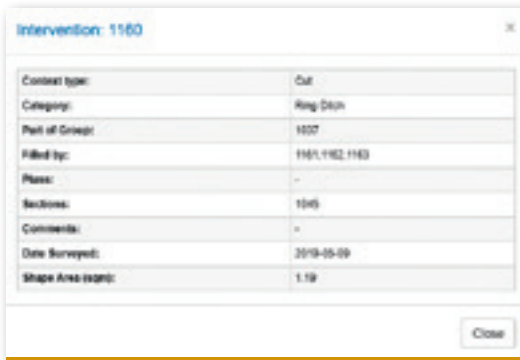 Intervention: 1160 ×
Context type: Cut
Category: Ring Ditch
Part of Group: 1037
Filled by: 1161,1162,1163
Phase: -
Sections: 1045
Comments: -
Date Surveyed: 2019-05-09
Shape Area (sqm): 1.19
Close